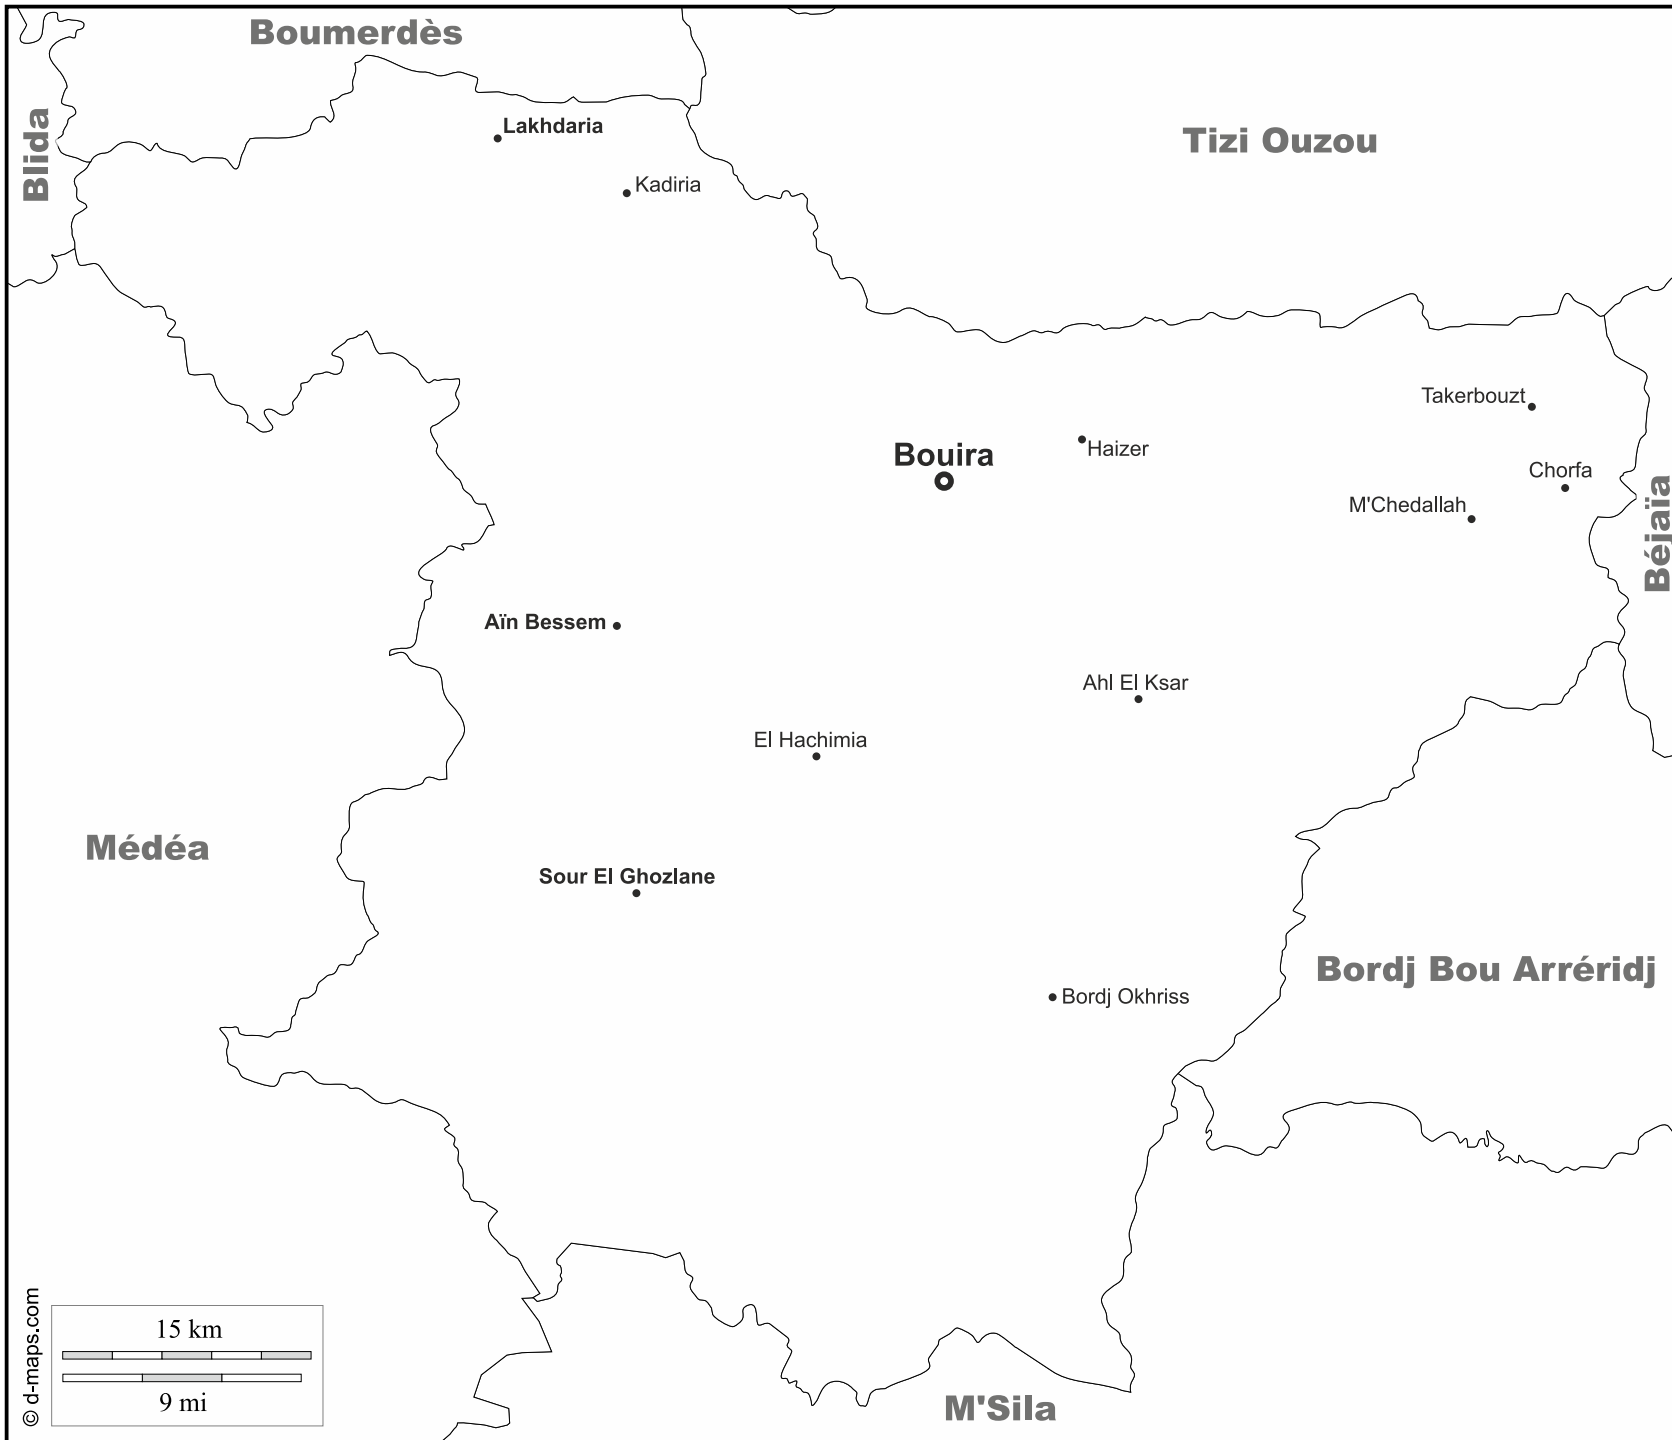 Boumerdès
Blida
Lakhdaria
Tizi Ouzou
Kadiria
Takerbouzt
Haizer
Bouira
Chorfa
M'Chedallah
Béjaïa
Aïn Bessem
Ahl El Ksar
El Hachimia
Médéa
Sour El Ghozlane
Bordj Bou Arréridj
Bordj Okhriss
© d-maps.com
15 km
9 mi
M'Sila